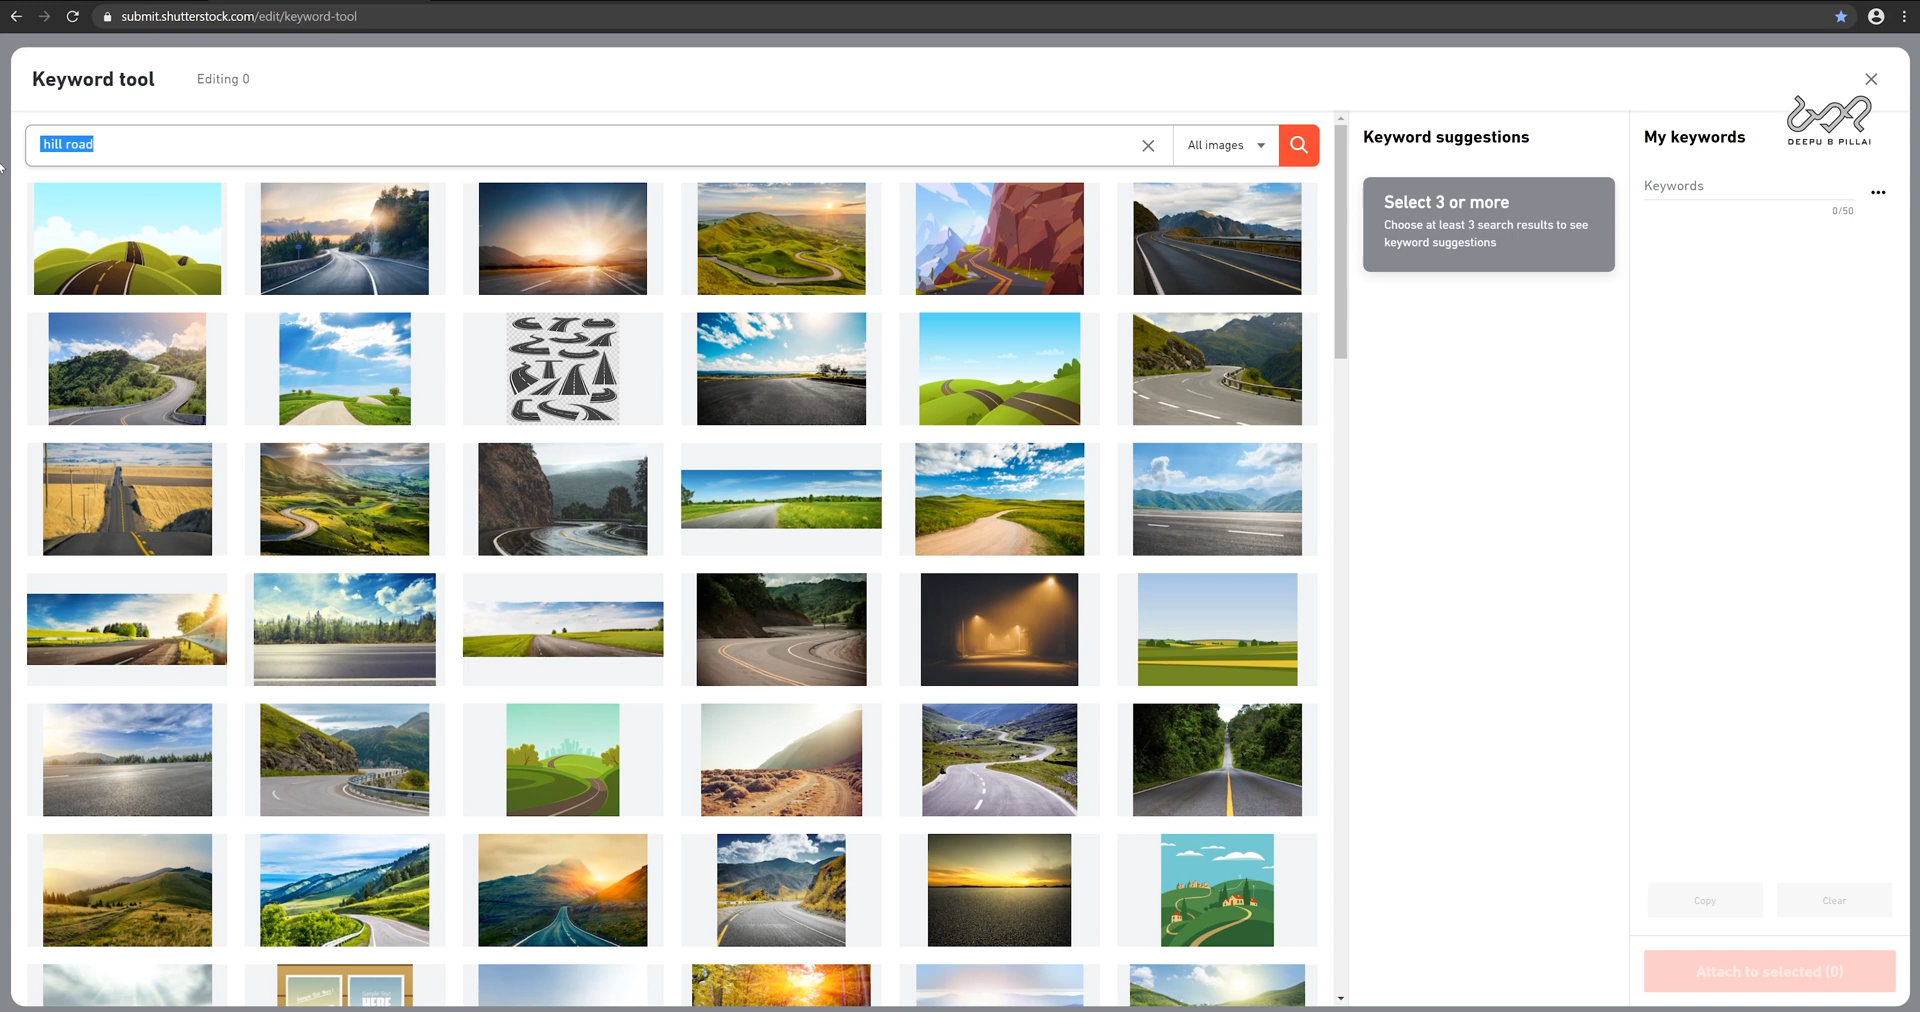 submit.shutterstock.com/edit/keyword-tool
Keyword tool
Editing 0
DEEPU B PILLAI
hill road
All images
Keyword suggestions
My keywords
Select 3 or more
Choose at least 3 search results to see
keyword suggestions
Keywords
0/50
Copy
Clear
Attach to selected (0)
HERE